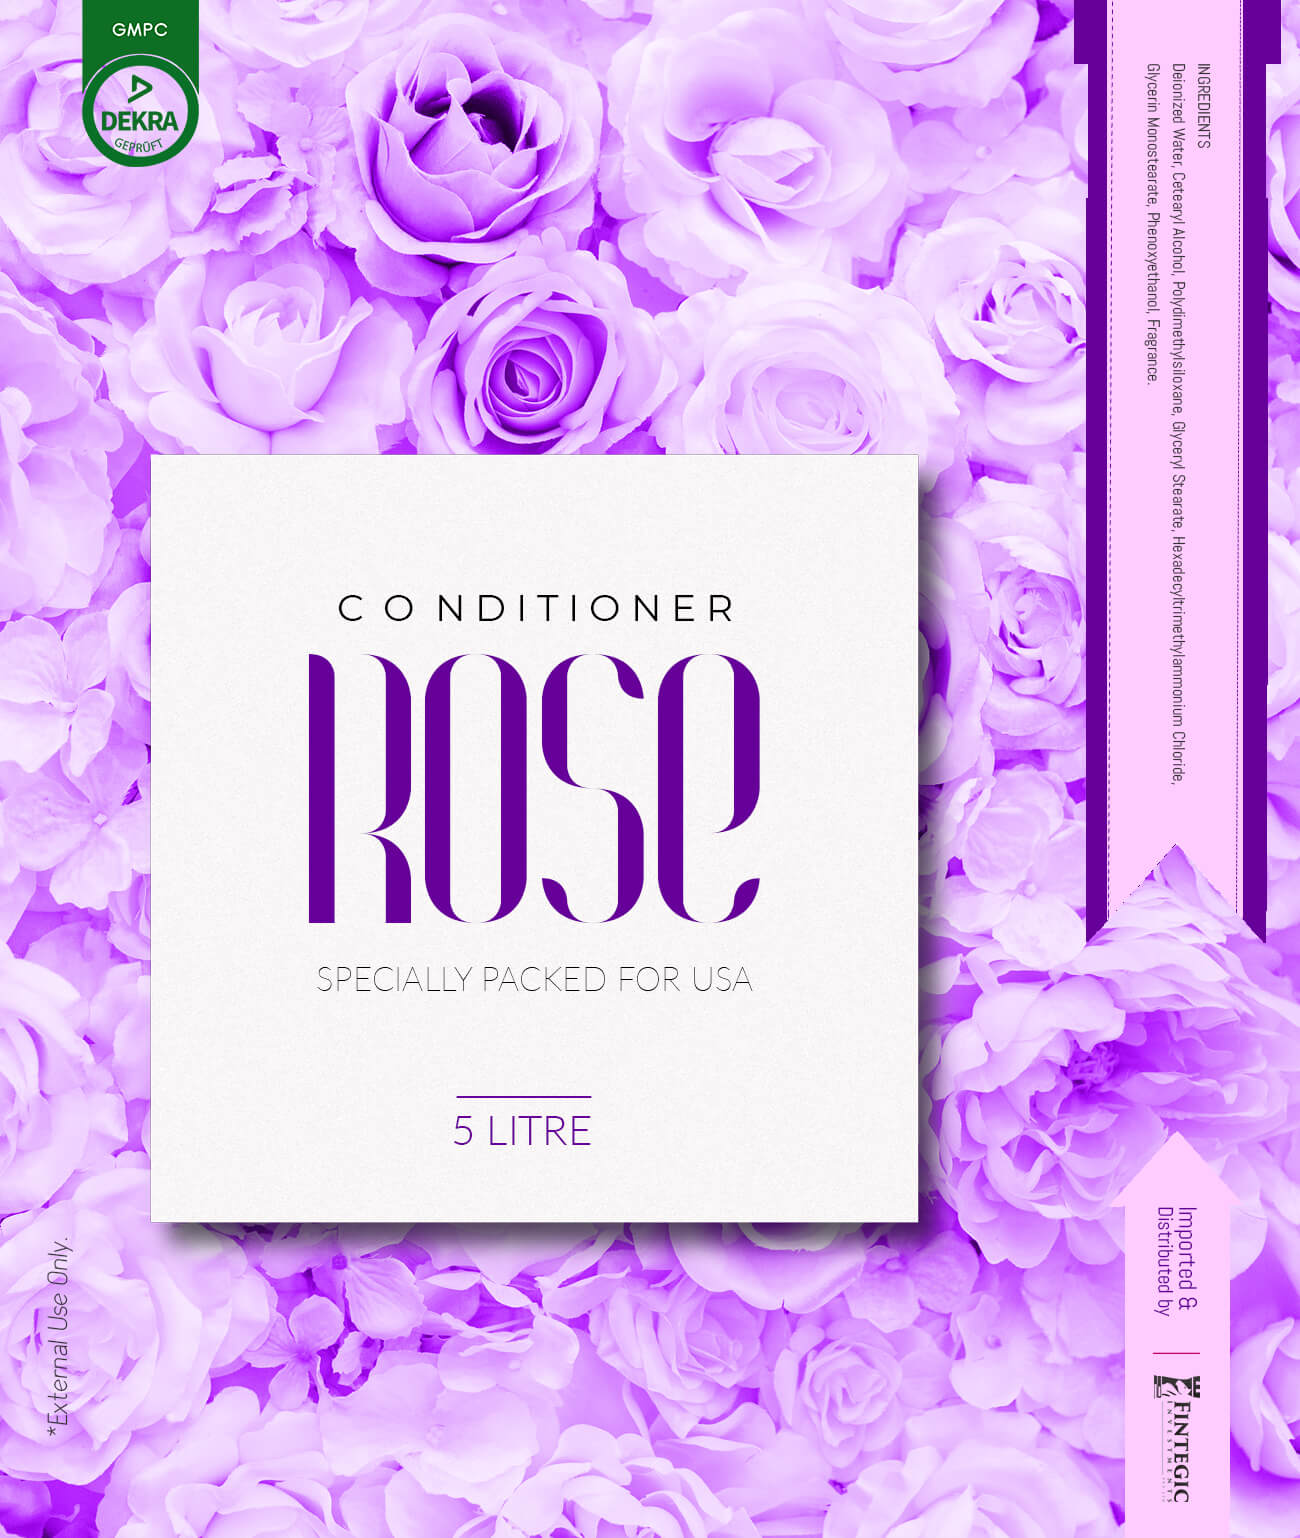 GMPC
DEKRA
GEPRÜFT
INGREDIENTS
Deionized Water, Cetearyl Alcohol, Polydimethylsiloxane, Glyceryl Stearate, Hexadecyltrimethylammonium Chloride,
Glycerin Monostearate, Phenoxyethanol, Fragrance.
CONDITIONER
ROSe
SPECIALLY PACKED FOR USA
5 LITRE
*External Use Only.
Imported &
Distributed by
FINTEGIC
INVESTMENTS